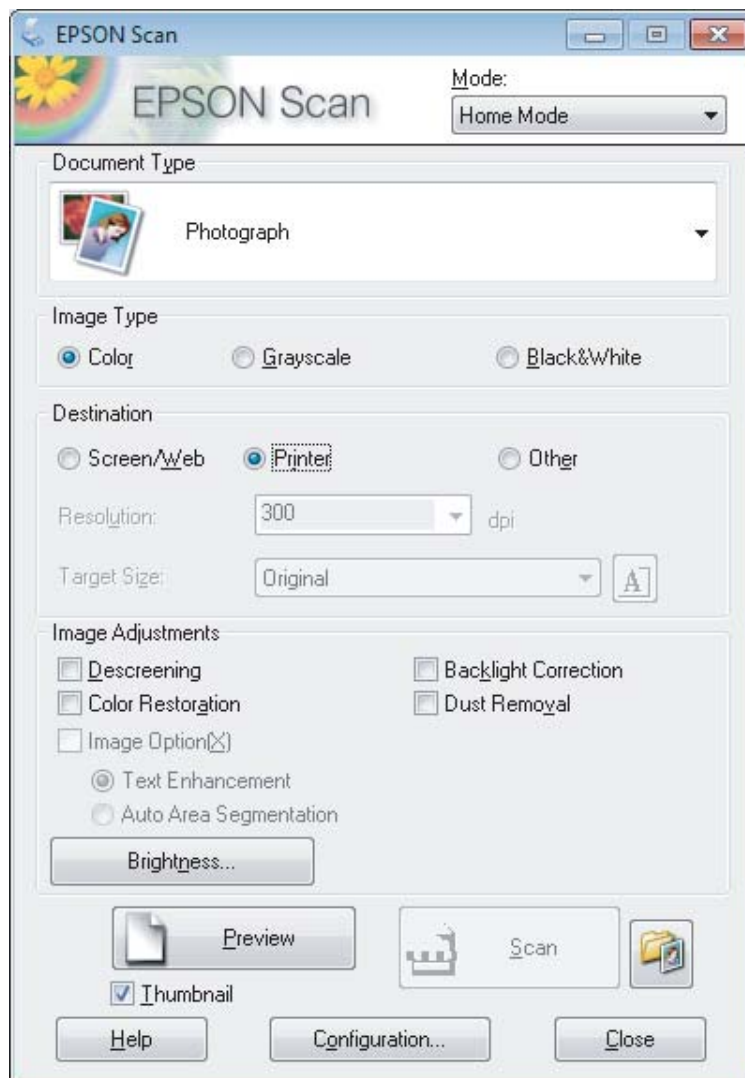 EPSON Scan
EPSON Scan
Mode:
Home Mode
Document Type
Photograph
Image Type
Color Grayscale Black&White
Destination
Screen/Web Printer Other
Resolution: 300 dpi
Target Size: Original A
Image Adjustments
Descreening Backlight Correction
Color Restoration Dust Removal
Image Option(X)
Text Enhancement
Auto Area Segmentation
Brightness...
Preview Scan
Thumbnail
Help Configuration... Close